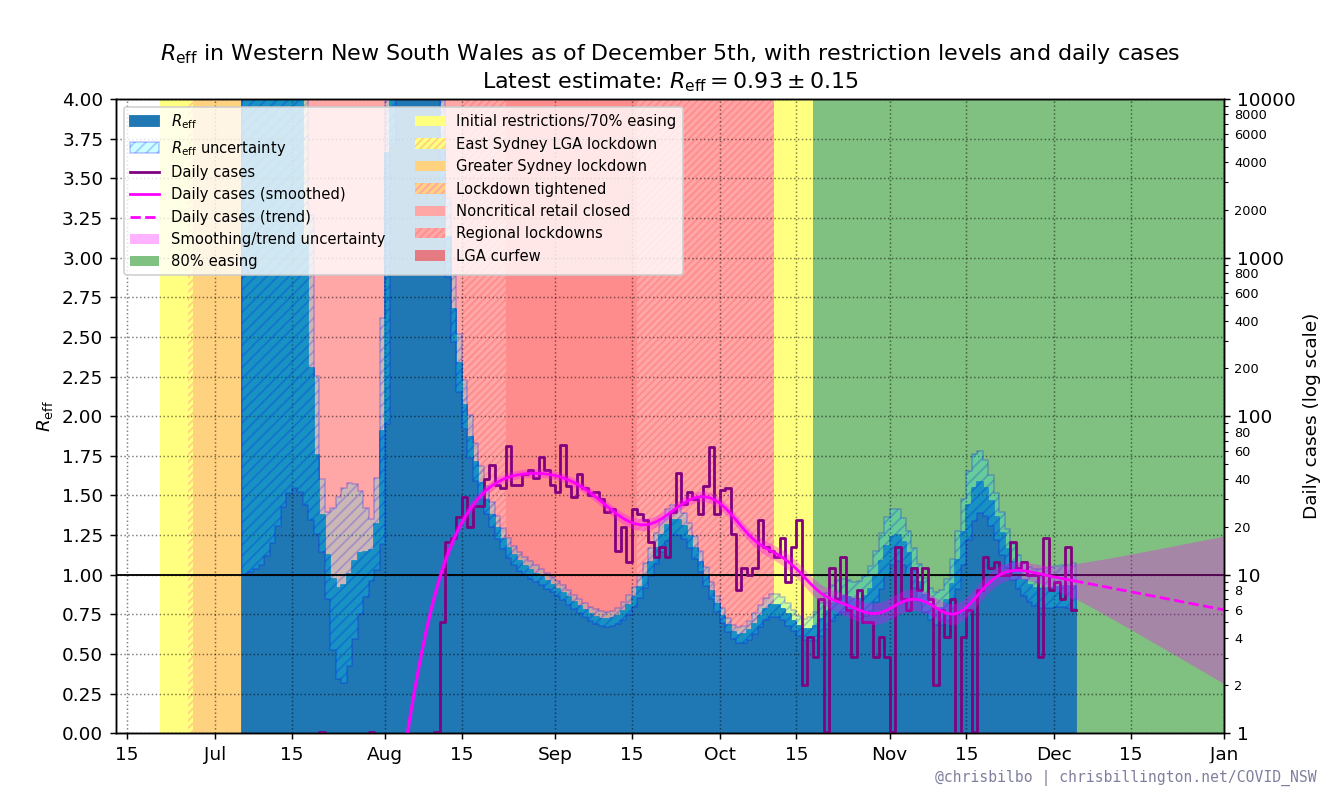 R_eff in Western New South Wales as of December 5th, with restriction levels and daily cases
Latest estimate: R_eff = 0.93 ± 0.15
R_eff
R_eff uncertainty
Daily cases
Daily cases (smoothed)
Daily cases (trend)
Smoothing/trend uncertainty
80% easing
Initial restrictions/70% easing
East Sydney LGA lockdown
Greater Sydney lockdown
Lockdown tightened
Noncritical retail closed
Regional lockdowns
LGA curfew
R_eff
4.00
3.75
3.50
3.25
3.00
2.75
2.50
2.25
2.00
1.75
1.50
1.25
1.00
0.75
0.50
0.25
0.00
10000
8000
6000
4000
2000
1000
800
600
400
200
100
80
60
40
20
10
8
6
4
2
1
Daily cases (log scale)
15 Jul 15 Aug 15 Sep 15 Oct 15 Nov 15 Dec 15 Jan
@chrisbilbo | chrisbillington.net/COVID_NSW